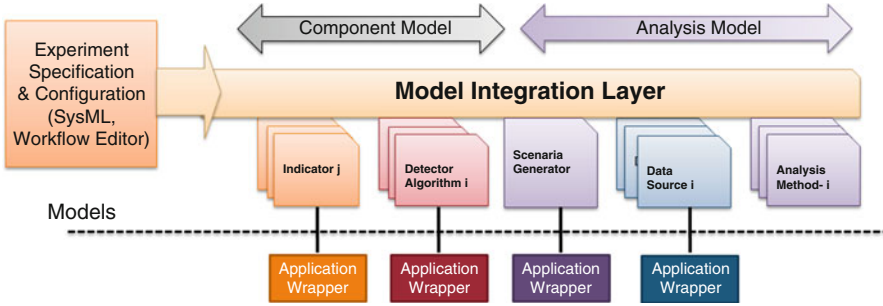 Component Model
Analysis Model
Experiment
Specification
& Configuration
(SysML,
Workflow Editor)
Model Integration Layer
Indicator j
Detector
Algorithm i
Scenaria
Generator
Data
Source i
Analysis
Method- i
Models
Application
Wrapper
Application
Wrapper
Application
Wrapper
Application
Wrapper